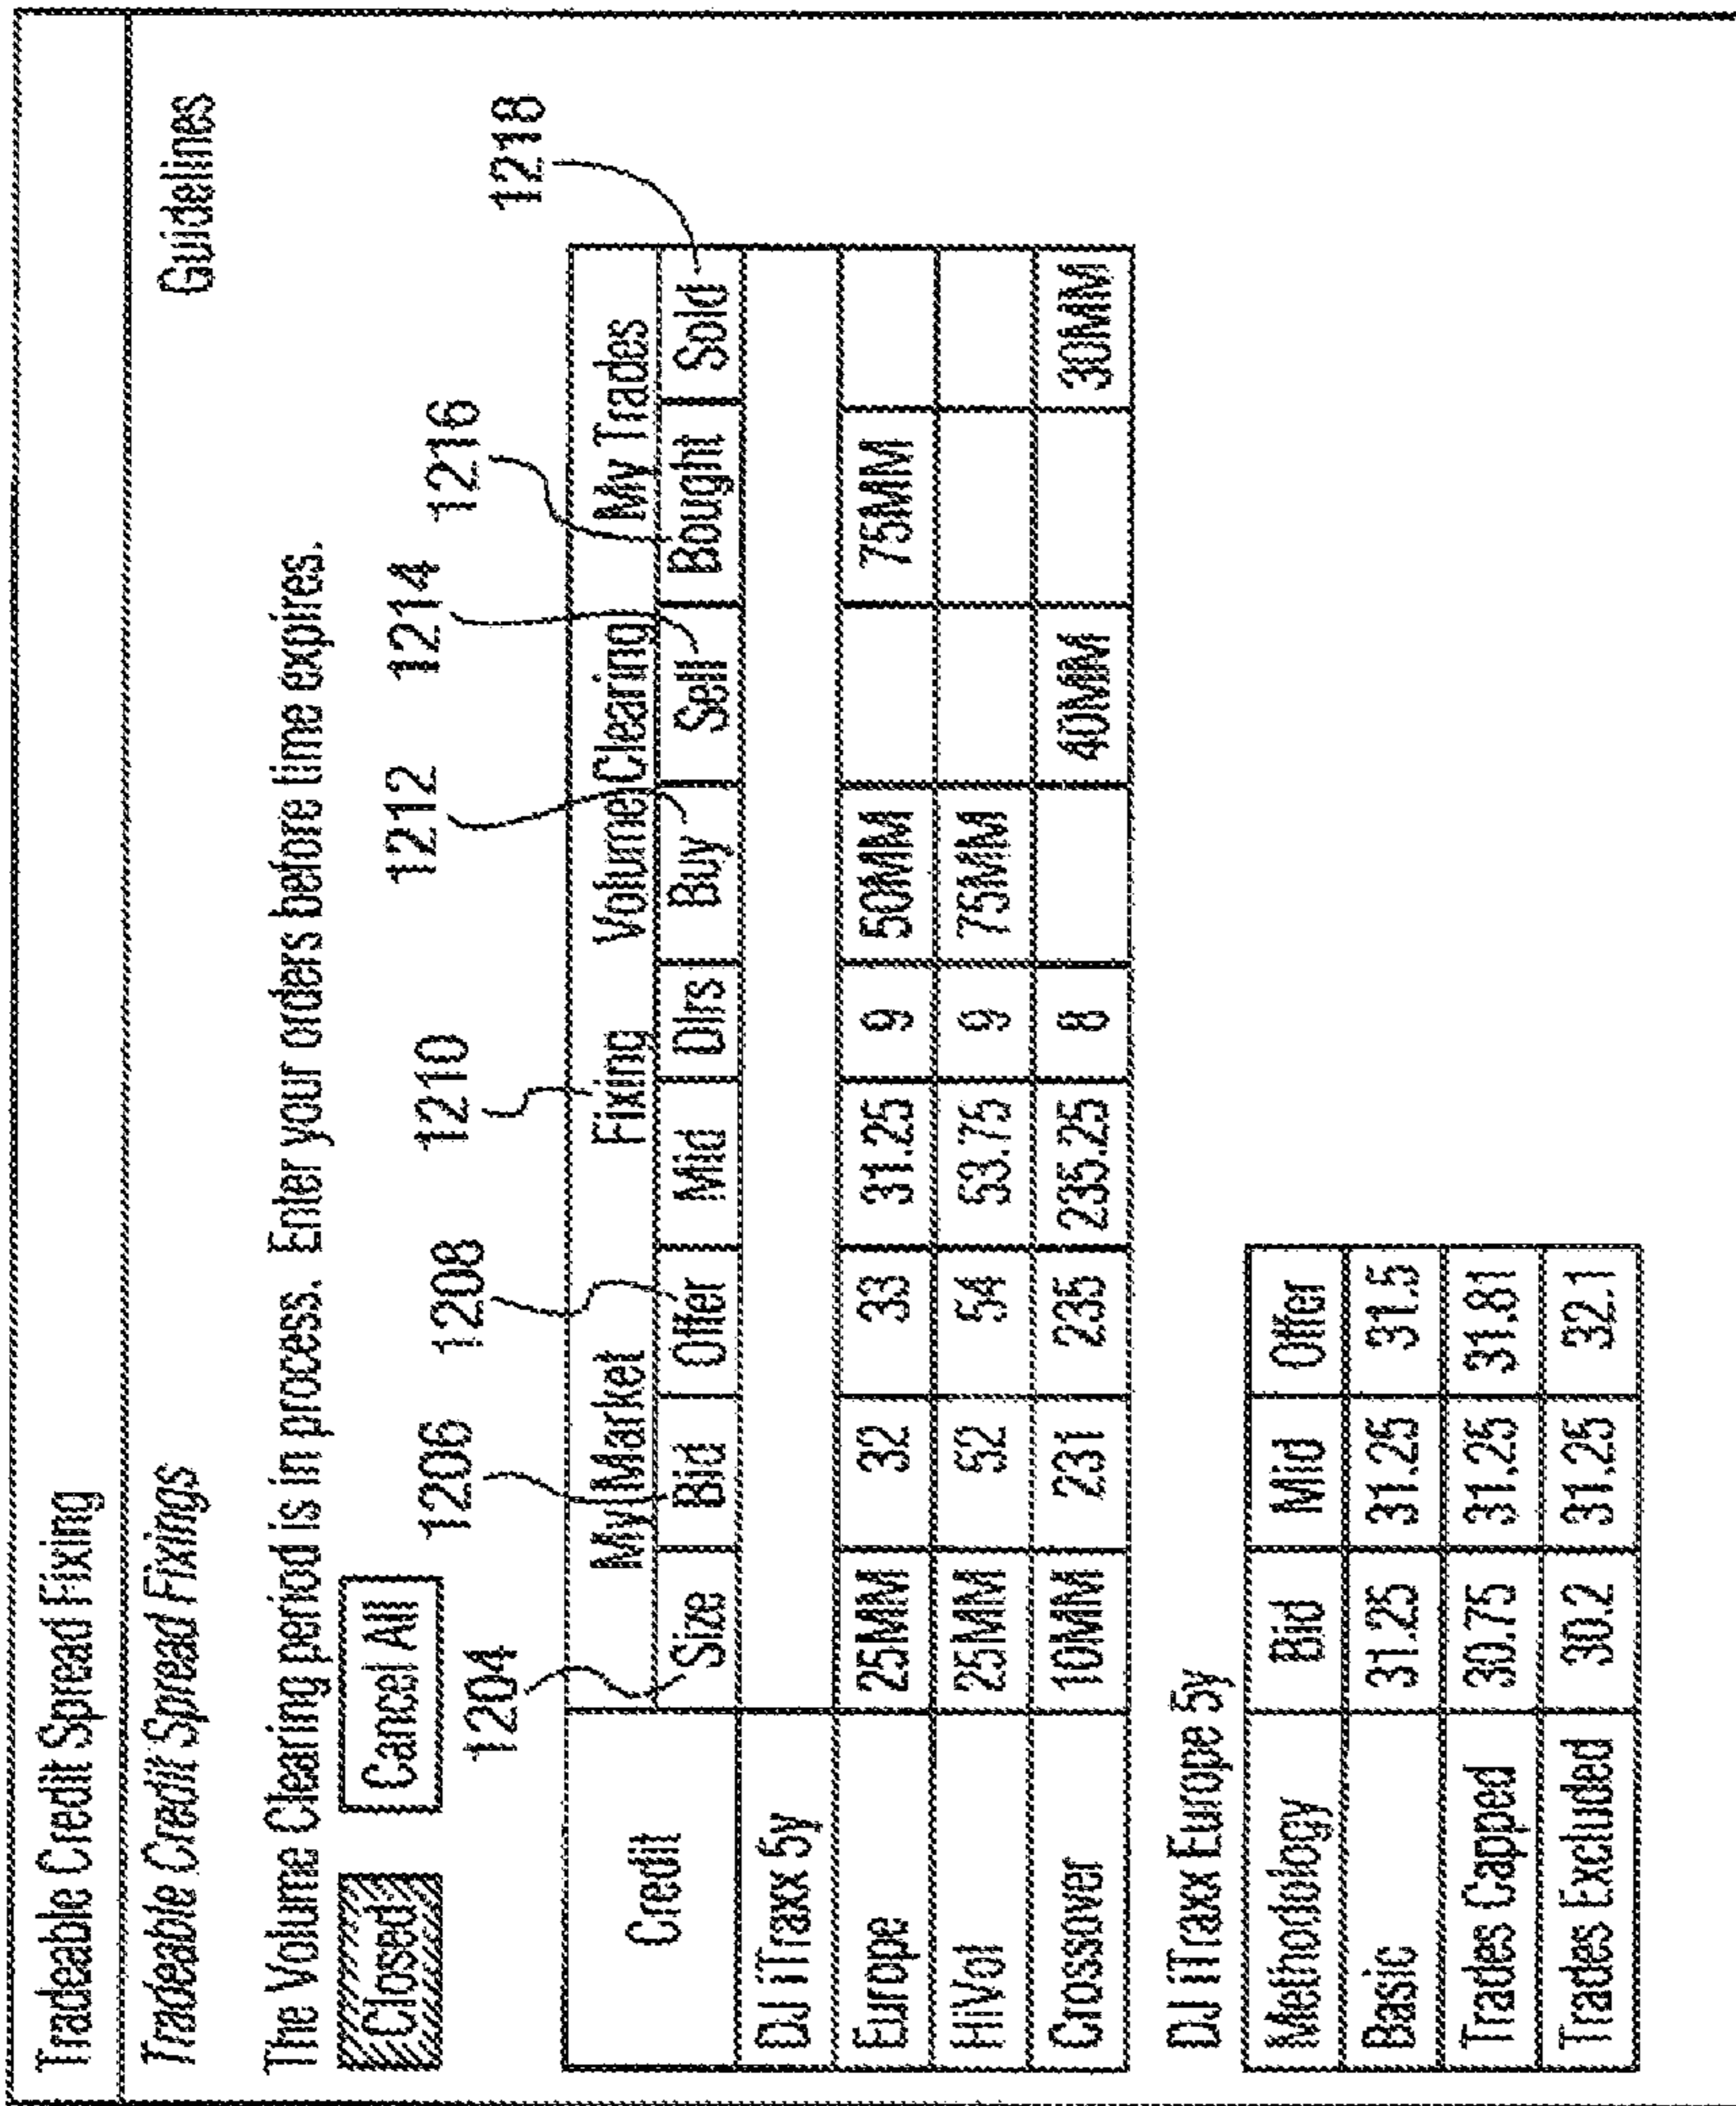 Tradeable Credit Spread Fixing
Tradeable Credit Spread Fixings Guidelines
The Volume Clearing period is in process. Enter your orders before time expires.
Closed Cancel All
1204 1206 1208 1210 1212 1214 1216 1218
Credit My Market Fixing Volume Clearing My Trades
Size Bid Offer Mid Dlrs Buy Sell Bought Sold
DJ iTraxx 5y
Europe 25MM 32 33 31.25 9 50MM 75MM
HiVol 25MM 52 54 53.75 9 75MM
Crossover 10MM 231 235 235.25 8 40MM 30MM
DJ iTraxx Europe 5y
Methodology Bid Mid Offer
Basic 31.25 31.25 31.5
Trades Capped 30.75 31.25 31.81
Trades Excluded 30.2 31.25 32.1